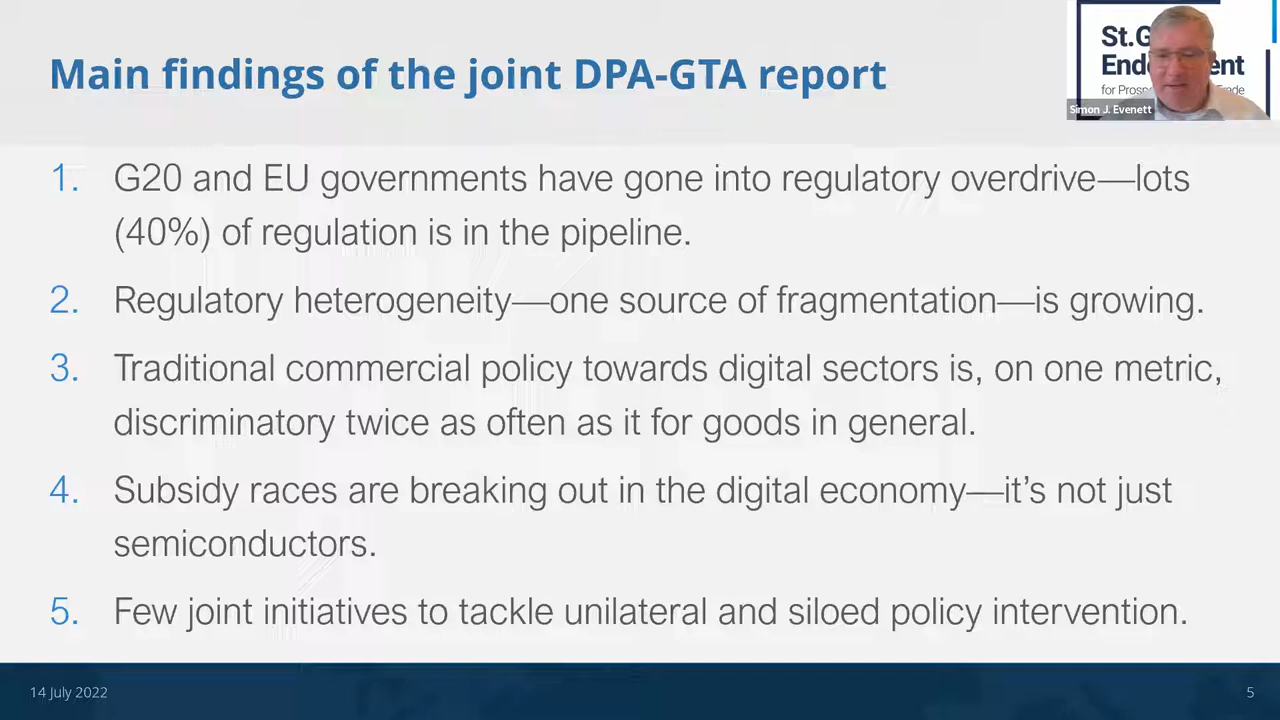 Main findings of the joint DPA-GTA report
St.G
Ende ent
for Prosp Trade
Simon J. Evenett
1. G20 and EU governments have gone into regulatory overdrive—lots
(40%) of regulation is in the pipeline.
2. Regulatory heterogeneity—one source of fragmentation—is growing.
3. Traditional commercial policy towards digital sectors is, on one metric,
discriminatory twice as often as it for goods in general.
4. Subsidy races are breaking out in the digital economy—it’s not just
semiconductors.
5. Few joint initiatives to tackle unilateral and siloed policy intervention.
14 July 2022
5